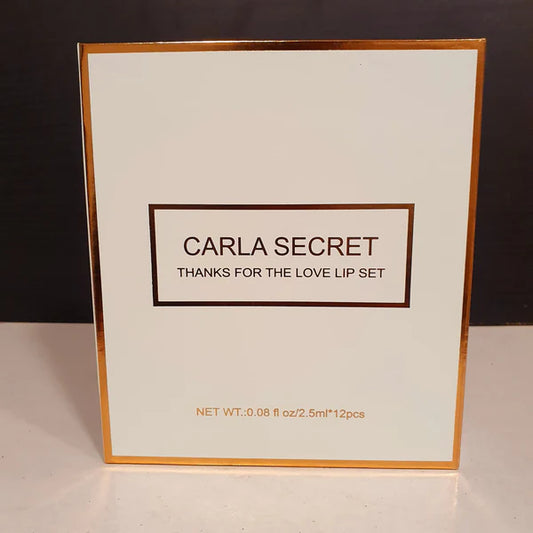 CARLA SECRET
THANKS FOR THE LOVE LIP SET
NET WT.:0.08 fl oz/2.5ml*12pcs